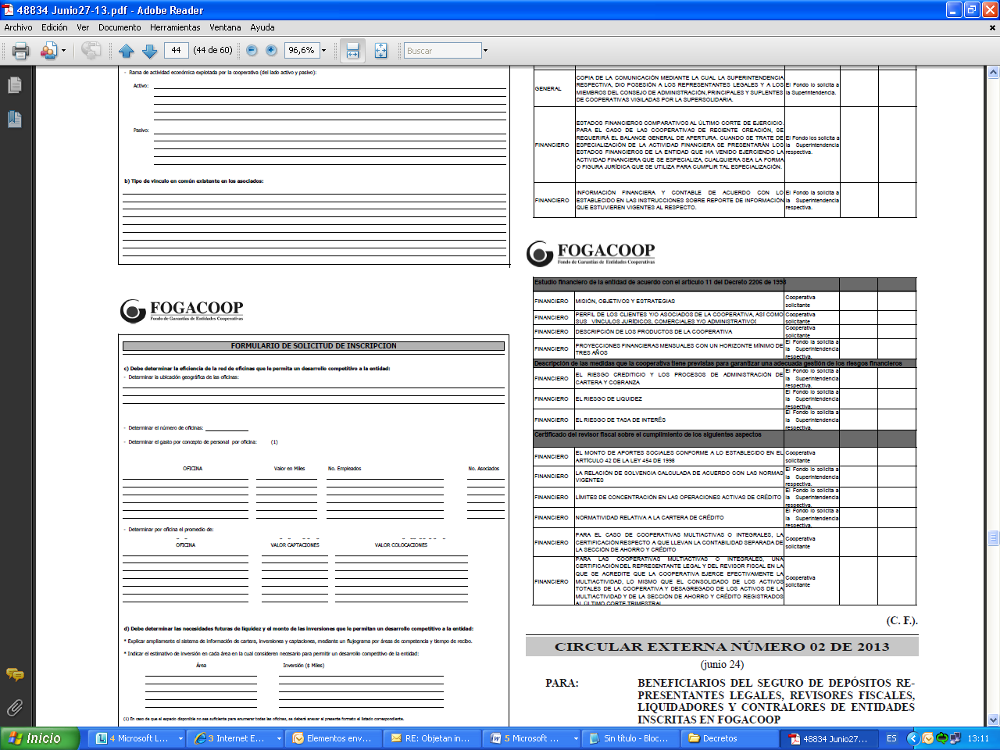 48834 Junio27-13.pdf - Adobe Reader
Archivo Edición Ver Documento Herramientas Ventana Ayuda
44 (44 de 60) 96,6% Buscar
- Rama de actividad económica explotada por la cooperativa (del lado activo y pasivo):
Activo:
Pasivo:
b) Tipo de vínculo en común existente en los asociados:
FOGACOOP
Fondo de Garantías de Entidades Cooperativas
FORMULARIO DE SOLICITUD DE INSCRIPCION
c) Debe determinar la eficiencia de la red de oficinas que le permita un desarrollo competitivo a la entidad:
- Determinar la ubicación geográfica de las oficinas:
- Determinar el número de oficinas:
- Determinar el gasto por concepto de personal por oficina: (1)
OFICINA Valor en Miles No. Empleados No. Asociados
- Determinar por oficina el promedio de:
OFICINA VALOR CAPTACIONES VALOR COLOCACIONES
d) Debe determinar las necesidades futuras de liquidez y el monto de las inversiones que le permitan un desarrollo competitivo a la entidad:
* Explicar ampliamente el sistema de información de cartera, inversiones y captaciones, mediante un flujograma por áreas de competencia y tiempo de recibo.
* Indicar el estimativo de inversión en cada área en la cual consideren necesario para permitir un desarrollo competitivo de la entidad:
Área Inversión ($ Miles)
(1) En caso de que el espacio disponible no sea suficiente para enumerar todas las oficinas, se deberá anexar al presente formato el listado correspondiente.
GENERAL
COPIA DE LA COMUNICACIÓN MEDIANTE LA CUAL LA SUPERINTENDENCIA
RESPECTIVA, DIO POSESIÓN A LOS REPRESENTANTES LEGALES Y A LOS
MIEMBROS DEL CONSEJO DE ADMINISTRACIÓN, PRINCIPALES Y SUPLENTES
DE COOPERATIVAS VIGILADAS POR LA SUPERSOLIDARIA.
El Fondo lo solicita a
la Superintendencia.
FINANCIERO
ESTADOS FINANCIEROS COMPARATIVOS AL ÚLTIMO CORTE DE EJERCICIO.
PARA EL CASO DE LAS COOPERATIVAS DE RECIENTE CREACIÓN, SE
REQUERIRÁ EL BALANCE GENERAL DE APERTURA. CUANDO SE TRATE DE
ESPECIALIZACIÓN DE LA ACTIVIDAD FINANCIERA SE PRESENTARÁN LOS
ESTADOS FINANCIEROS DE LA ENTIDAD QUE HA VENIDO EJERCIENDO LA
ACTIVIDAD FINANCIERA QUE SE ESPECIALIZA, CUALQUIERA SEA LA FORMA
O FIGURA JURÍDICA QUE SE UTILIZA PARA CUMPLIR TAL ESPECIALIZACIÓN.
El Fondo los solicita a
la Superintendencia
respectiva.
FINANCIERO
INFORMACIÓN FINANCIERA Y CONTABLE DE ACUERDO CON LO
ESTABLECIDO EN LAS INSTRUCCIONES SOBRE REPORTE DE INFORMACIÓN
QUE ESTUVIEREN VIGENTES AL RESPECTO.
El Fondo la solicita a
la Superintendencia
respectiva.
FOGACOOP
Fondo de Garantías de Entidades Cooperativas
Estudio financiero de la entidad de acuerdo con el artículo 11 del Decreto 2206 de 1998
FINANCIERO
MISIÓN, OBJETIVOS Y ESTRATEGIAS
Cooperativa
solicitante
FINANCIERO
PERFIL DE LOS CLIENTES Y/O ASOCIADOS DE LA COOPERATIVA, ASÍ COMO
SUS VÍNCULOS JURÍDICOS, COMERCIALES Y/O ADMINISTRATIVOS
Cooperativa
solicitante
FINANCIERO
DESCRIPCIÓN DE LOS PRODUCTOS DE LA COOPERATIVA
Cooperativa
solicitante
FINANCIERO
PROYECCIONES FINANCIERAS MENSUALES CON UN HORIZONTE MÍNIMO DE
TRES AÑOS
El Fondo lo solicita a
la Superintendencia
respectiva.
Descripción de las medidas que la cooperativa tiene previstas para garantizar una adecuada gestión de los riesgos financieros
FINANCIERO
EL RIESGO CREDITICIO Y LOS PROCESOS DE ADMINISTRACIÓN DE
CARTERA Y COBRANZA
El Fondo lo solicita a
la Superintendencia
respectiva.
FINANCIERO
EL RIESGO DE LIQUIDEZ
El Fondo lo solicita a
la Superintendencia
respectiva.
FINANCIERO
EL RIESGO DE TASA DE INTERÉS
El Fondo lo solicita a
la Superintendencia
respectiva.
Certificado del revisor fiscal sobre el cumplimiento de los siguientes aspectos
FINANCIERO
EL MONTO DE APORTES SOCIALES CONFORME A LO ESTABLECIDO EN EL
ARTÍCULO 42 DE LA LEY 454 DE 1998
Cooperativa
solicitante
FINANCIERO
LA RELACIÓN DE SOLVENCIA CALCULADA DE ACUERDO CON LAS NORMAS
VIGENTES
El Fondo lo solicita a
la Superintendencia
respectiva.
FINANCIERO
LÍMITES DE CONCENTRACIÓN EN LAS OPERACIONES ACTIVAS DE CRÉDITO
El Fondo lo solicita a
la Superintendencia
respectiva.
FINANCIERO
NORMATIVIDAD RELATIVA A LA CARTERA DE CRÉDITO
El Fondo lo solicita a
la Superintendencia
respectiva.
FINANCIERO
PARA EL CASO DE COOPERATIVAS MULTIACTIVAS O INTEGRALES, LA
CERTIFICACIÓN RESPECTO A QUE LLEVAN LA CONTABILIDAD SEPARADA DE
LA SECCIÓN DE AHORRO Y CRÉDITO
Cooperativa
solicitante
FINANCIERO
PARA LAS COOPERATIVAS MULTIACTIVAS O INTEGRALES, UNA
CERTIFICACIÓN DEL REPRESENTANTE LEGAL Y DEL REVISOR FISCAL EN LA
QUE SE ACREDITE QUE LA COOPERATIVA EJERCE EFECTIVAMENTE LA
MULTIACTIVIDAD, LO MISMO QUE EL CONSOLIDADO DE LOS ACTIVOS
TOTALES DE LA COOPERATIVA Y DESAGREGADO DE LOS ACTIVOS DE LA
MULTIACTIVIDAD Y DE LA SECCIÓN DE AHORRO Y CRÉDITO REGISTRADOS
AL ÚLTIMO CORTE TRIMESTRAL
Cooperativa
solicitante
(C. F.).
CIRCULAR EXTERNA NÚMERO 02 DE 2013
(junio 24)
PARA: BENEFICIARIOS DEL SEGURO DE DEPÓSITOS RE-
PRESENTANTES LEGALES, REVISORES FISCALES,
LIQUIDADORES Y CONTRALORES DE ENTIDADES
INSCRITAS EN FOGACOOP
Inicio 4 Microsoft L... 3 Internet E... Elementos env... RE: Objetan in... 5 Microsoft ... Sin título - Bloc... Decretos 48834 Junio27... ES 13:11